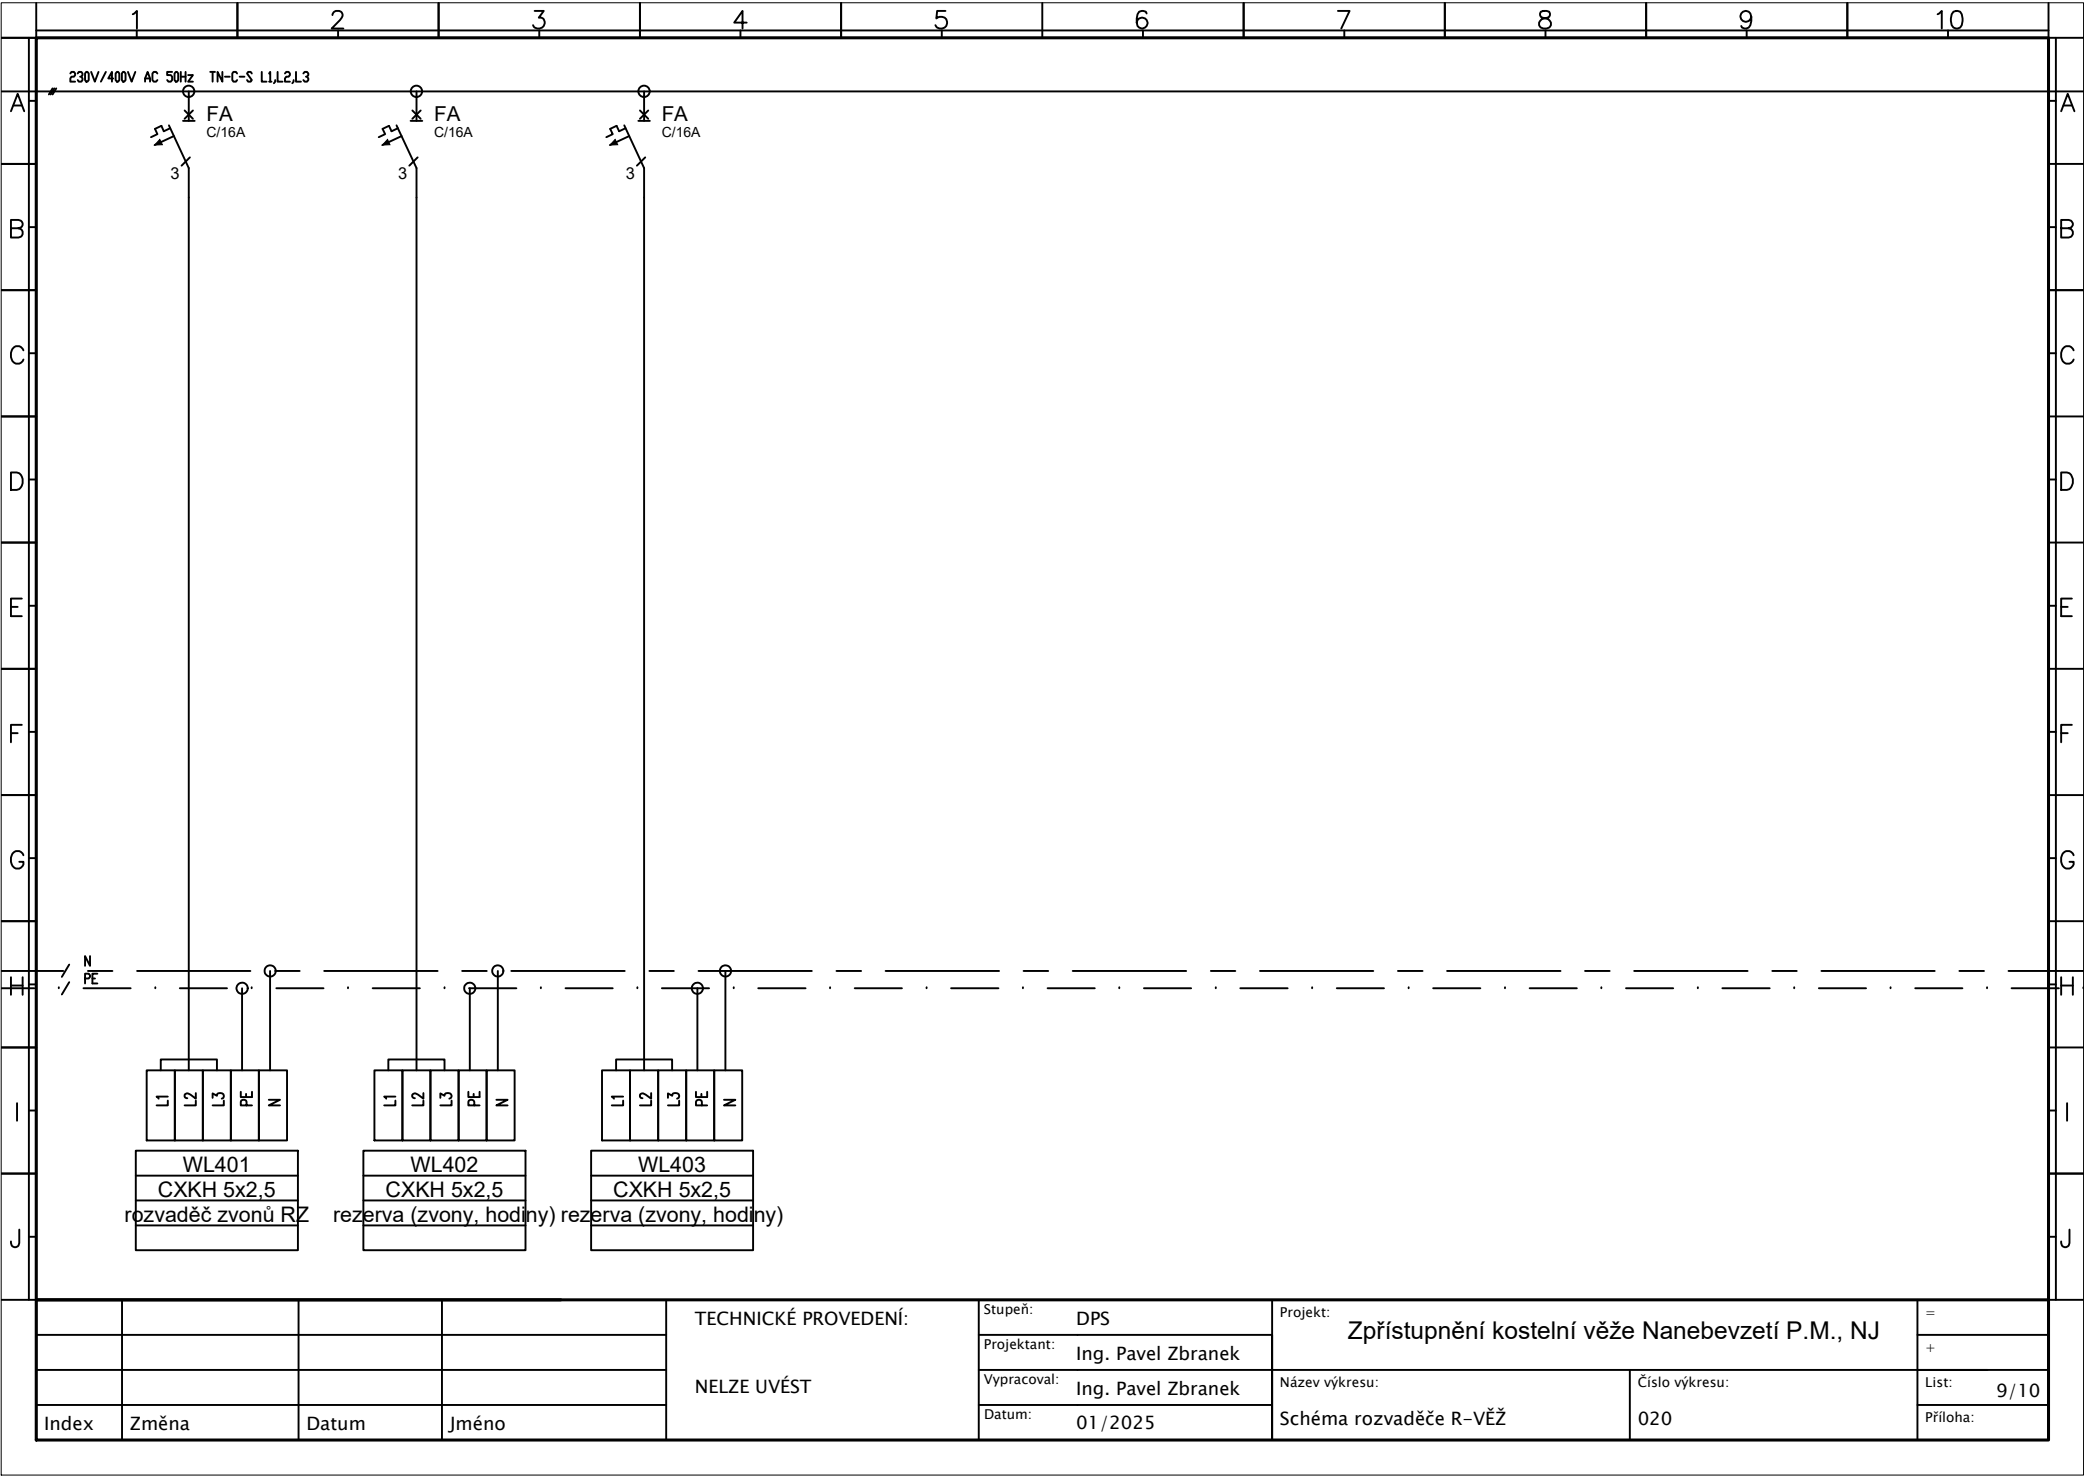 1 2 3 4 5 6 7 8 9 10
230V/400V AC 50Hz TN-C-S L1,L2,L3
A A
FA FA FA
C/16A C/16A C/16A
3 3 3
B B
C C
D D
E E
F F
G G
N
PE
H H
L1 L2 L3 PE N L1 L2 L3 PE N L1 L2 L3 PE N
I I
WL401 WL402 WL403
CXKH 5x2,5 CXKH 5x2,5 CXKH 5x2,5
rozvaděč zvonů RZ rezerva (zvony, hodiny) rezerva (zvony, hodiny)
J J
TECHNICKÉ PROVEDENÍ:
NELZE UVÉST
Index Změna Datum Jméno
Stupeň: DPS
Projektant: Ing. Pavel Zbranek
Vypracoval: Ing. Pavel Zbranek
Datum: 01/2025
Projekt: Zpřístupnění kostelní věže Nanebevzetí P.M., NJ
Název výkresu:
Schéma rozvaděče R-VĚŽ
Číslo výkresu:
020
=
+
List: 9/10
Příloha: